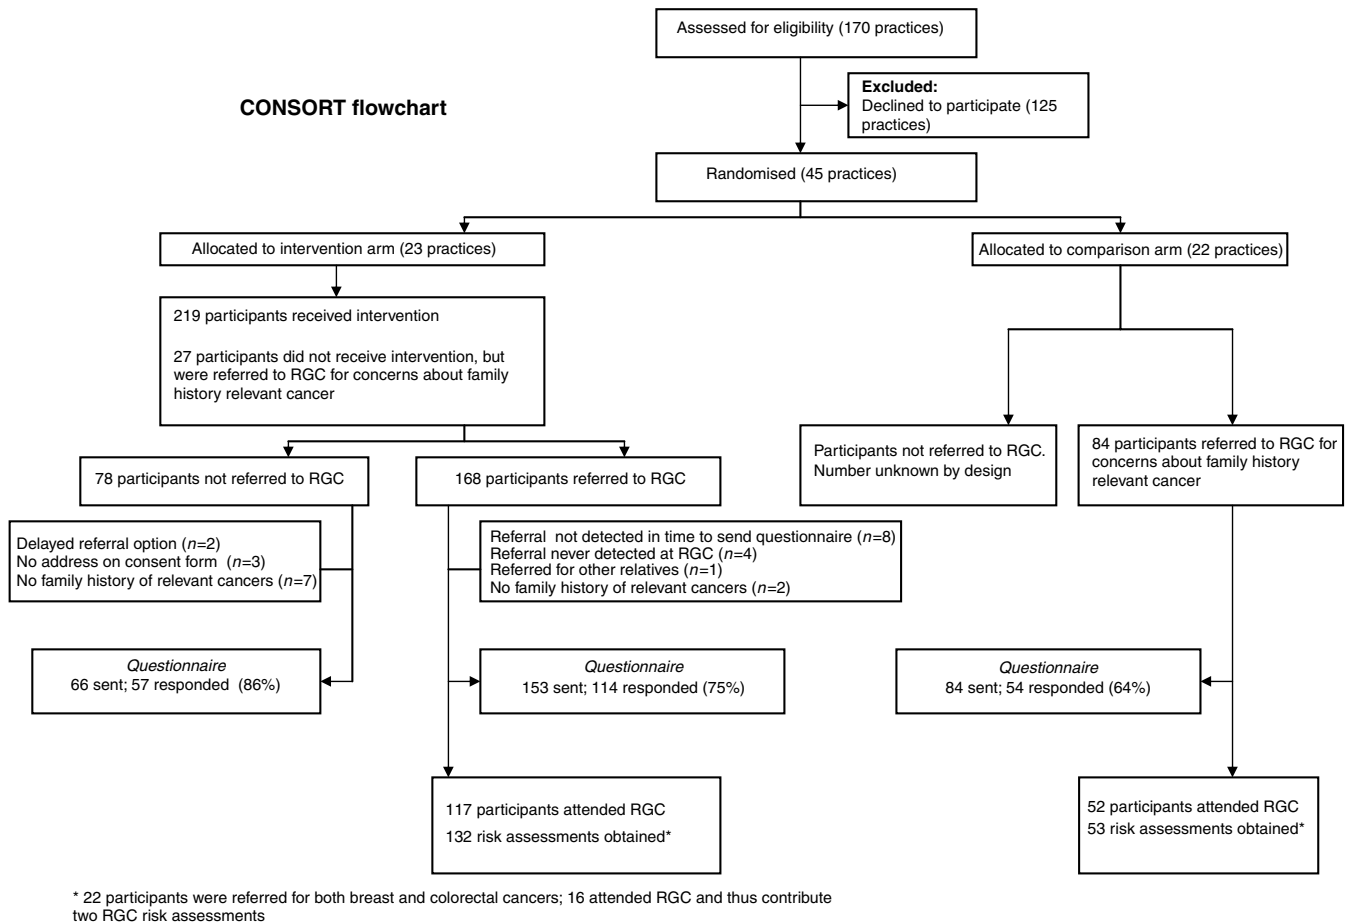 Assessed for eligibility (170 practices)
CONSORT flowchart
Excluded:
Declined to participate (125
practices)
Randomised (45 practices)
Allocated to intervention arm (23 practices)
Allocated to comparison arm (22 practices)
219 participants received intervention
27 participants did not receive intervention, but
were referred to RGC for concerns about family
history relevant cancer
Participants not referred to RGC.
Number unknown by design
84 participants referred to RGC for
concerns about family history
relevant cancer
78 participants not referred to RGC
168 participants referred to RGC
Delayed referral option (n=2)
No address on consent form (n=3)
No family history of relevant cancers (n=7)
Referral not detected in time to send questionnaire (n=8)
Referral never detected at RGC (n=4)
Referred for other relatives (n=1)
No family history of relevant cancers (n=2)
Questionnaire
66 sent; 57 responded (86%)
Questionnaire
153 sent; 114 responded (75%)
Questionnaire
84 sent; 54 responded (64%)
117 participants attended RGC
132 risk assessments obtained*
52 participants attended RGC
53 risk assessments obtained*
* 22 participants were referred for both breast and colorectal cancers; 16 attended RGC and thus contribute
two RGC risk assessments